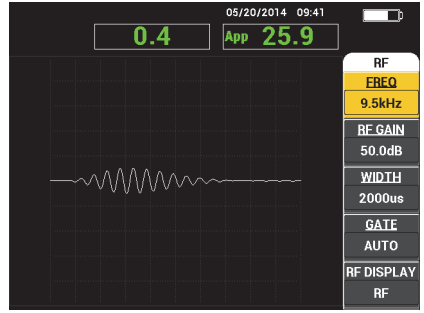 05/20/2014 09:41
0.4
App 25.9
RF
FREQ
9.5kHz
RF GAIN
50.0dB
WIDTH
2000us
GATE
AUTO
RF DISPLAY
RF